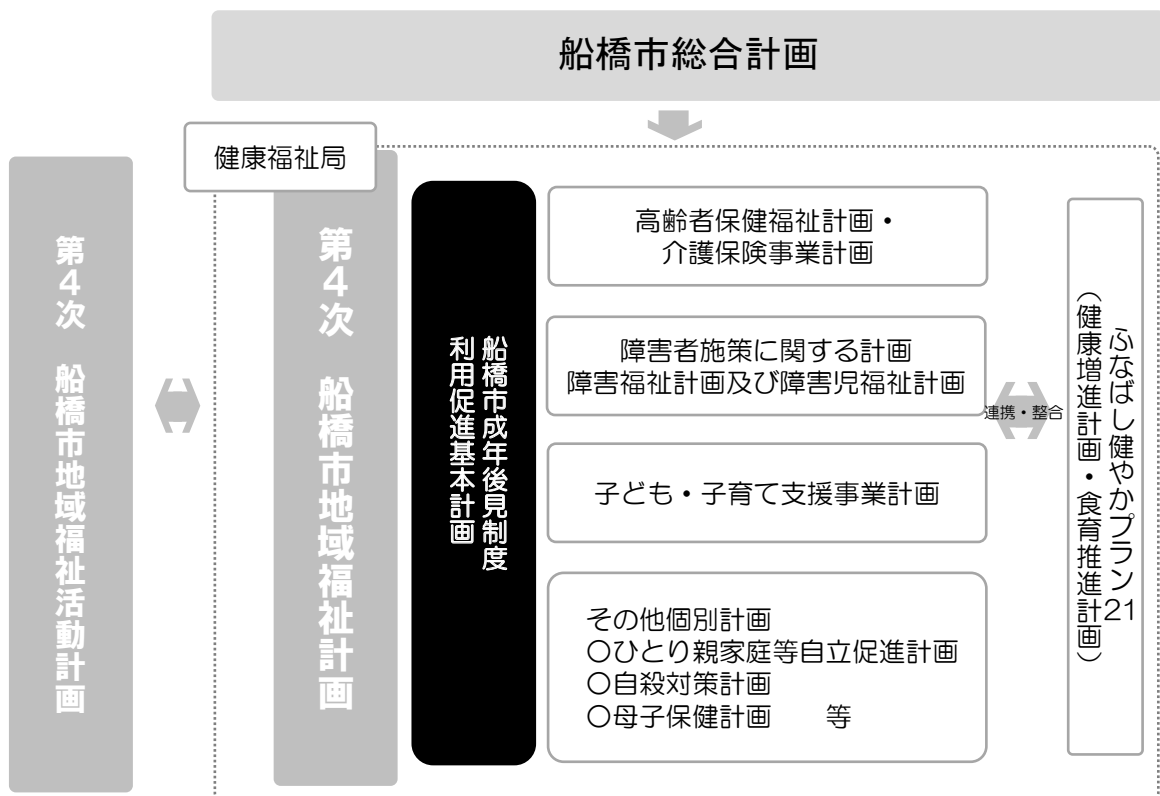 船橋市総合計画
健康福祉局
第4次　船橋市地域福祉活動計画
第4次　船橋市地域福祉計画
船橋市成年後見制度
利用促進基本計画
高齢者保健福祉計画・
介護保険事業計画
障害者施策に関する計画
障害福祉計画及び障害児福祉計画
子ども・子育て支援事業計画
その他個別計画
〇ひとり親家庭等自立促進計画
〇自殺対策計画
〇母子保健計画　　等
連携・整合
ふなばし健やかプラン21
（健康増進計画・食育推進計画）